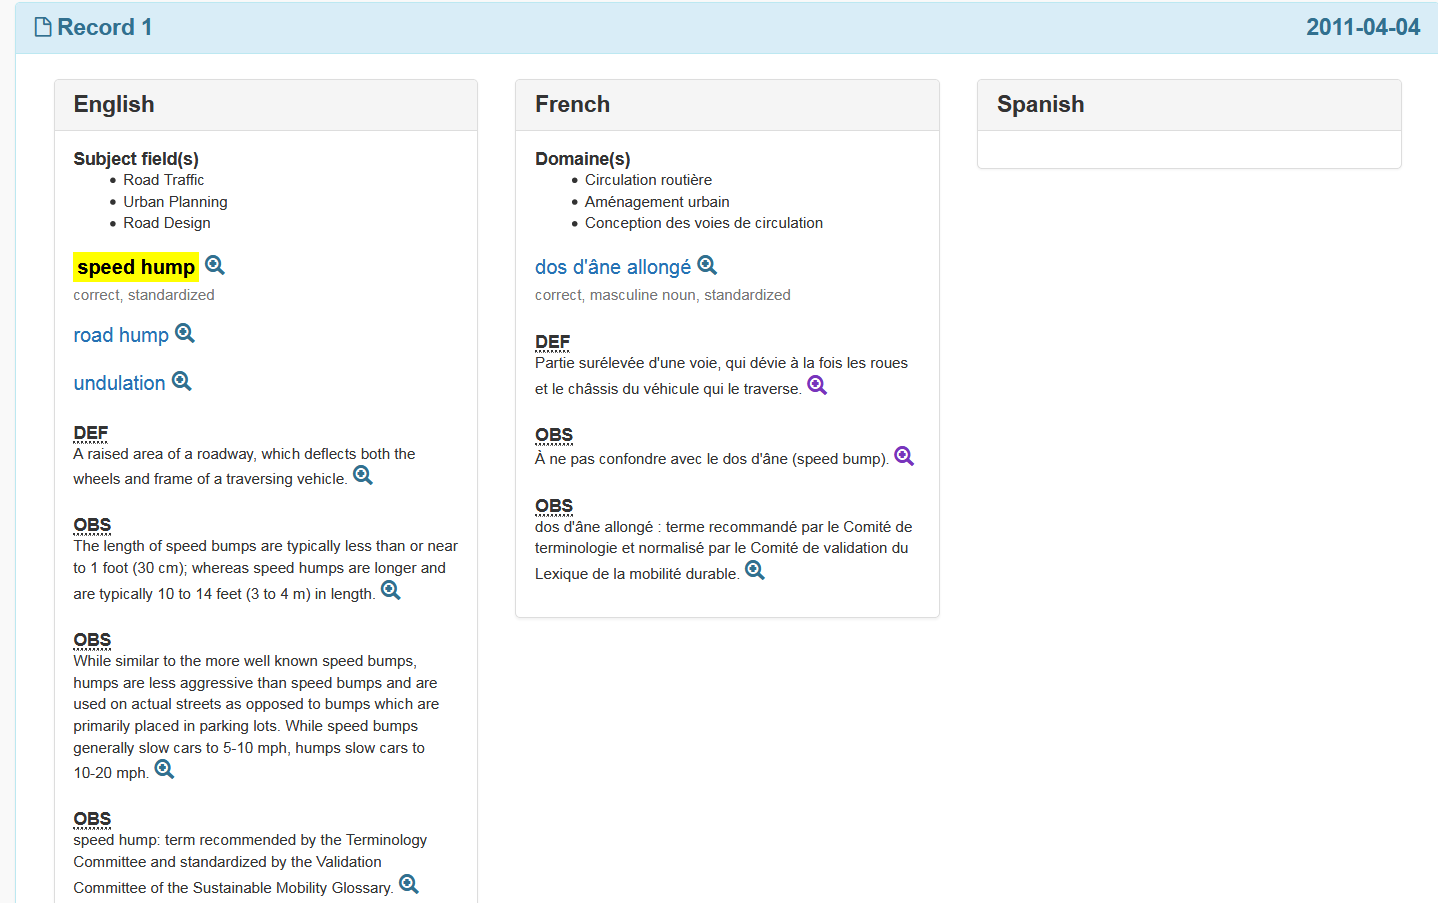 Record 1
2011-04-04
English
Subject field(s)
Road Traffic
Urban Planning
Road Design
speed hump
correct, standardized
road hump
undulation
DEF
A raised area of a roadway, which deflects both the
wheels and frame of a traversing vehicle.
OBS
The length of speed bumps are typically less than or near
to 1 foot (30 cm); whereas speed humps are longer and
are typically 10 to 14 feet (3 to 4 m) in length.
OBS
While similar to the more well known speed bumps,
humps are less aggressive than speed bumps and are
used on actual streets as opposed to bumps which are
primarily placed in parking lots. While speed bumps
generally slow cars to 5-10 mph, humps slow cars to
10-20 mph.
OBS
speed hump: term recommended by the Terminology
Committee and standardized by the Validation
Committee of the Sustainable Mobility Glossary.
French
Domaine(s)
Circulation routière
Aménagement urbain
Conception des voies de circulation
dos d'âne allongé
correct, masculine noun, standardized
DEF
Partie surélevée d'une voie, qui dévie à la fois les roues
et le châssis du véhicule qui le traverse.
OBS
À ne pas confondre avec le dos d'âne (speed bump).
OBS
dos d'âne allongé : terme recommandé par le Comité de
terminologie et normalisé par le Comité de validation du
Lexique de la mobilité durable.
Spanish